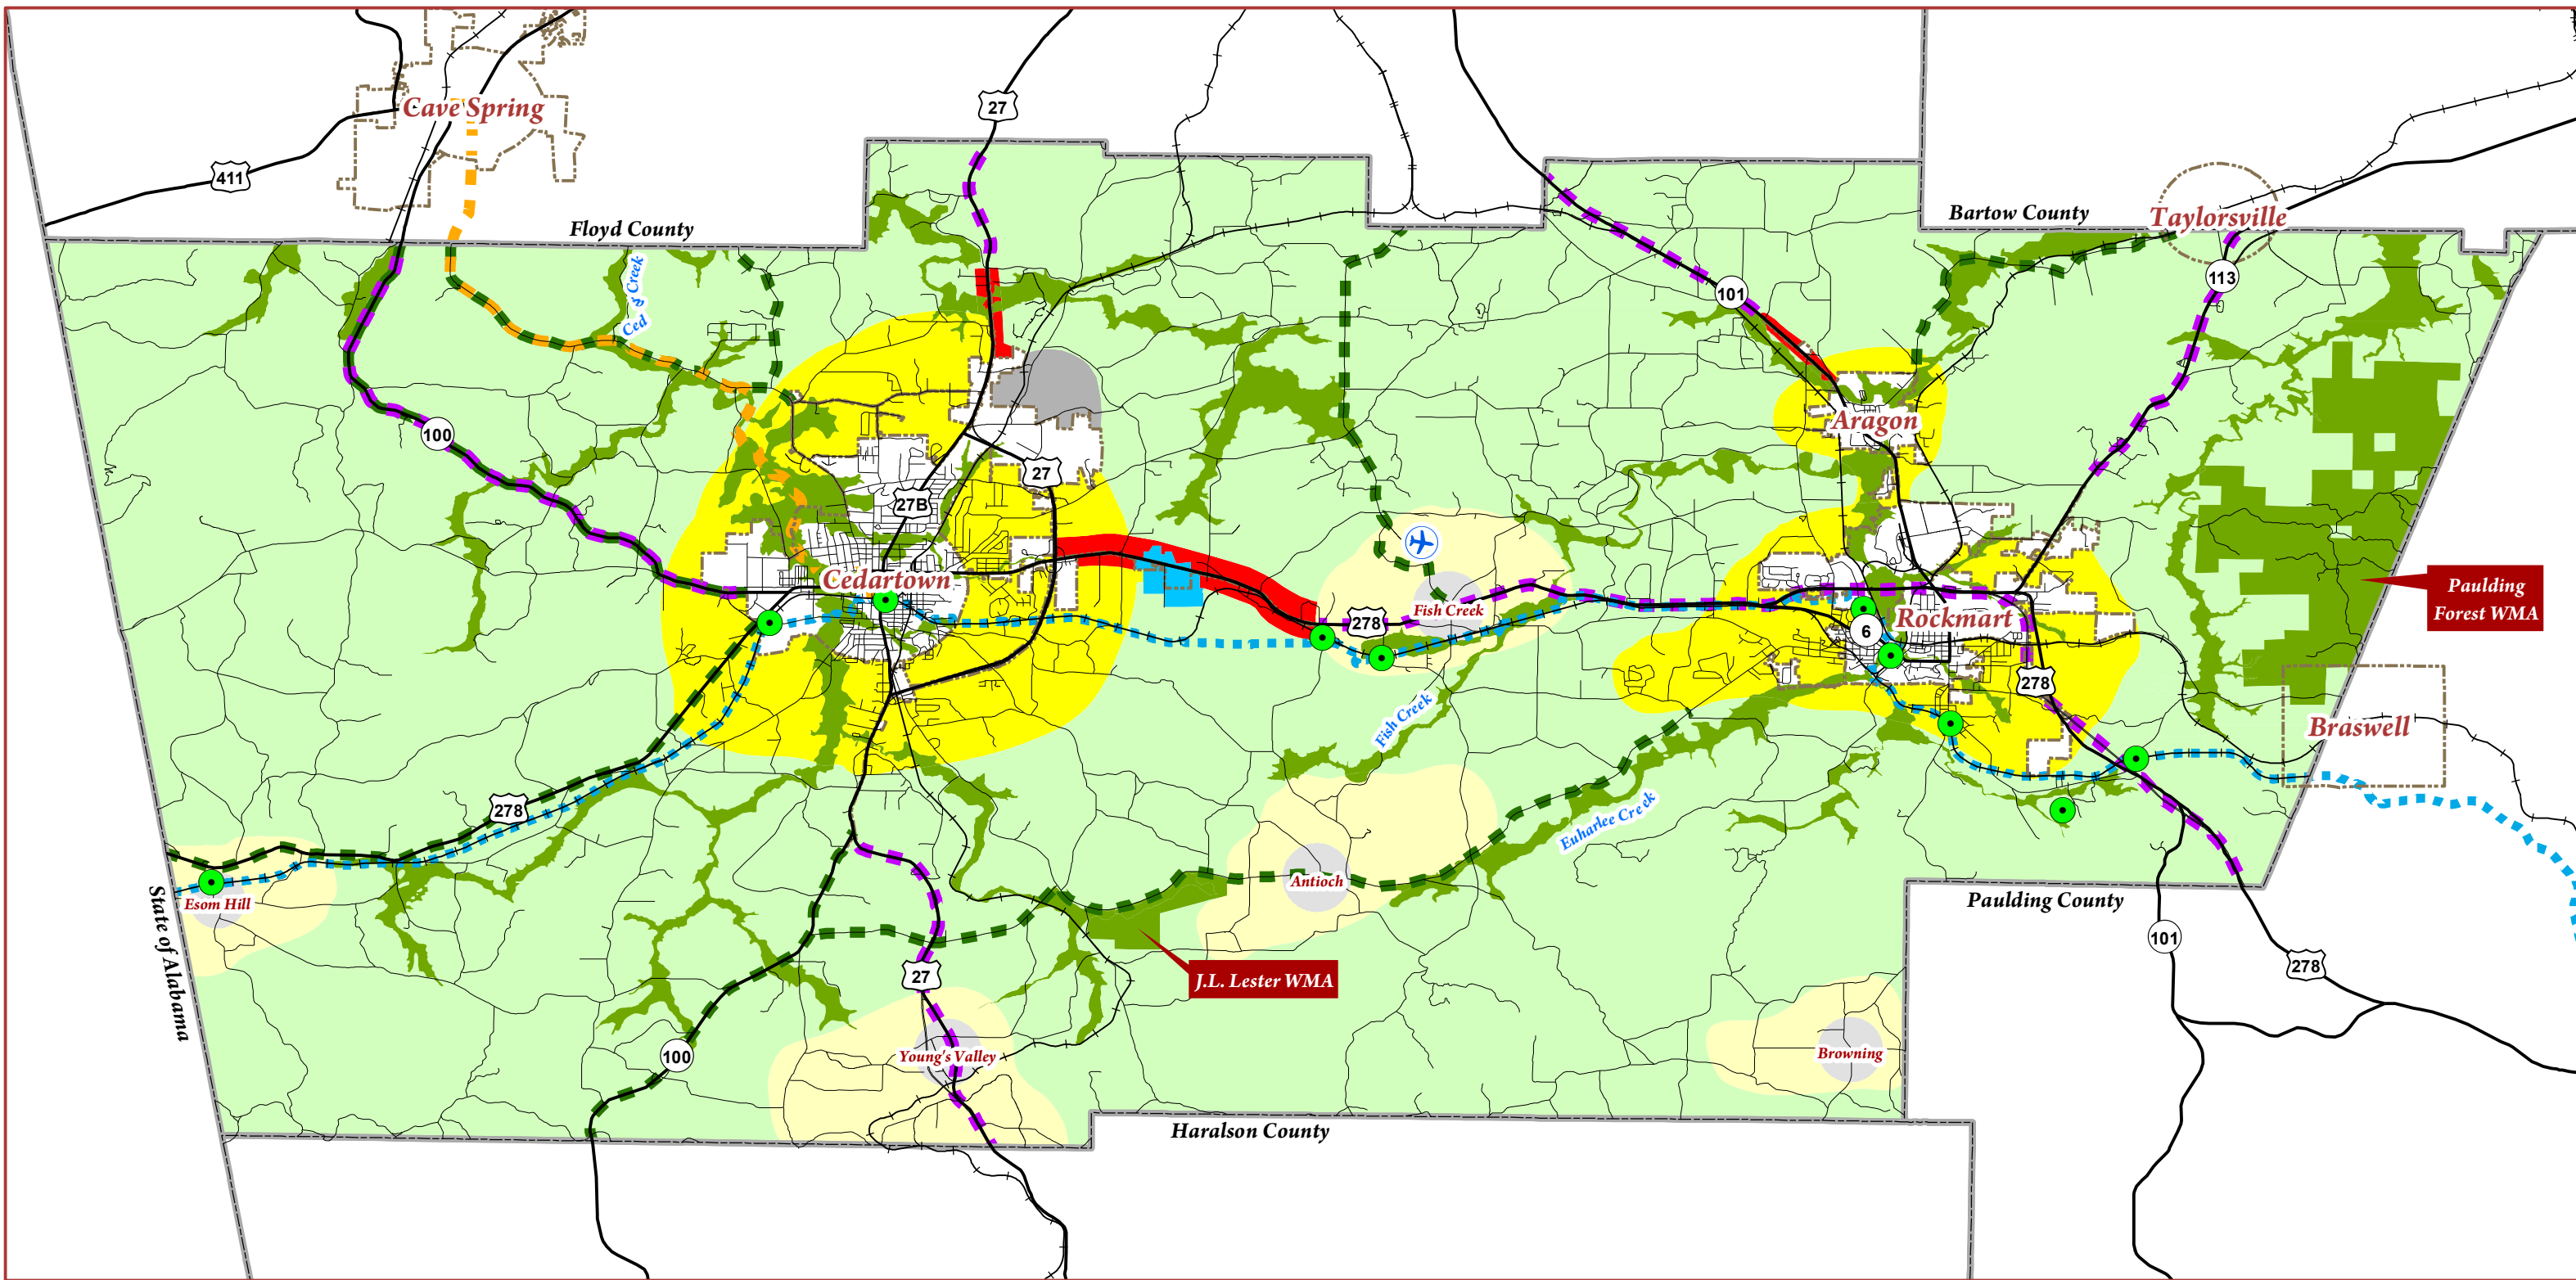 Cave Spring
27
411
Floyd County
Bartow County
Taylorsville
113
101
Creek
Ced
100
Aragon
27
27B
Cedartown
Fish Creek
278
Rockmart
6
Paulding
Forest WMA
278
Braswell
Fish Creek
278
Euharlee Creek
Antioch
Esom Hill
State of Alabama
Paulding County
101
278
27
J.L. Lester WMA
100
Young's Valley
Browning
Haralson County